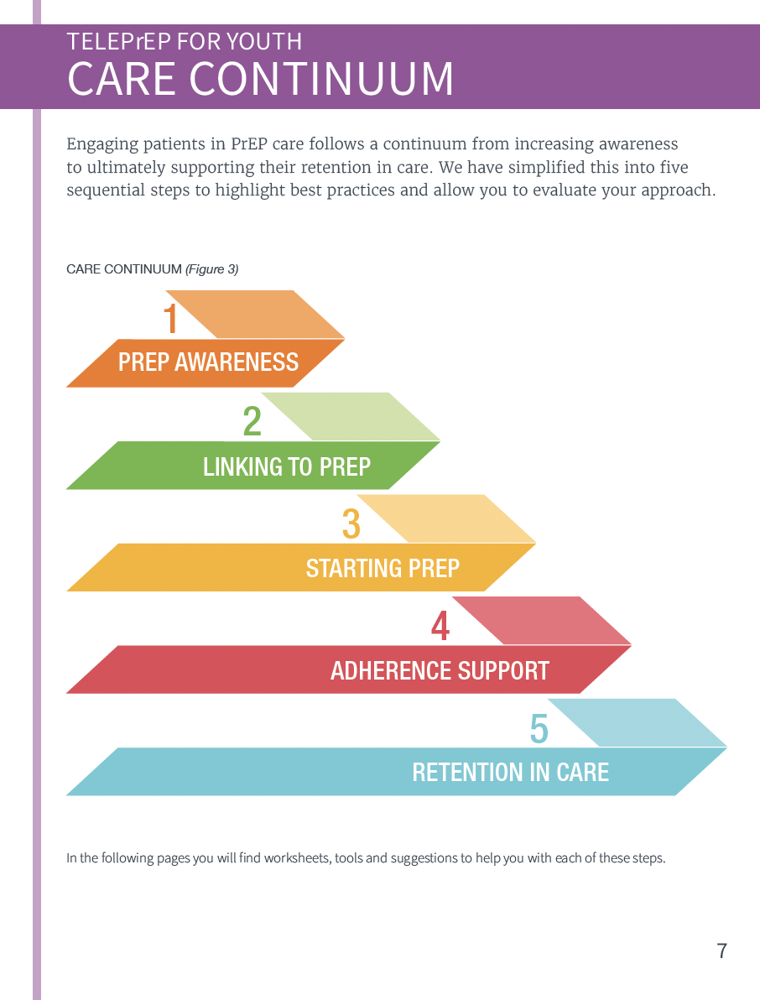 TELEPrEP FOR YOUTH
CARE CONTINUUM
Engaging patients in PrEP care follows a continuum from increasing awareness
to ultimately supporting their retention in care. We have simplified this into five
sequential steps to highlight best practices and allow you to evaluate your approach.
CARE CONTINUUM (Figure 3)
1
PREP AWARENESS
2
LINKING TO PREP
3
STARTING PREP
4
ADHERENCE SUPPORT
5
RETENTION IN CARE
In the following pages you will find worksheets, tools and suggestions to help you with each of these steps.
7